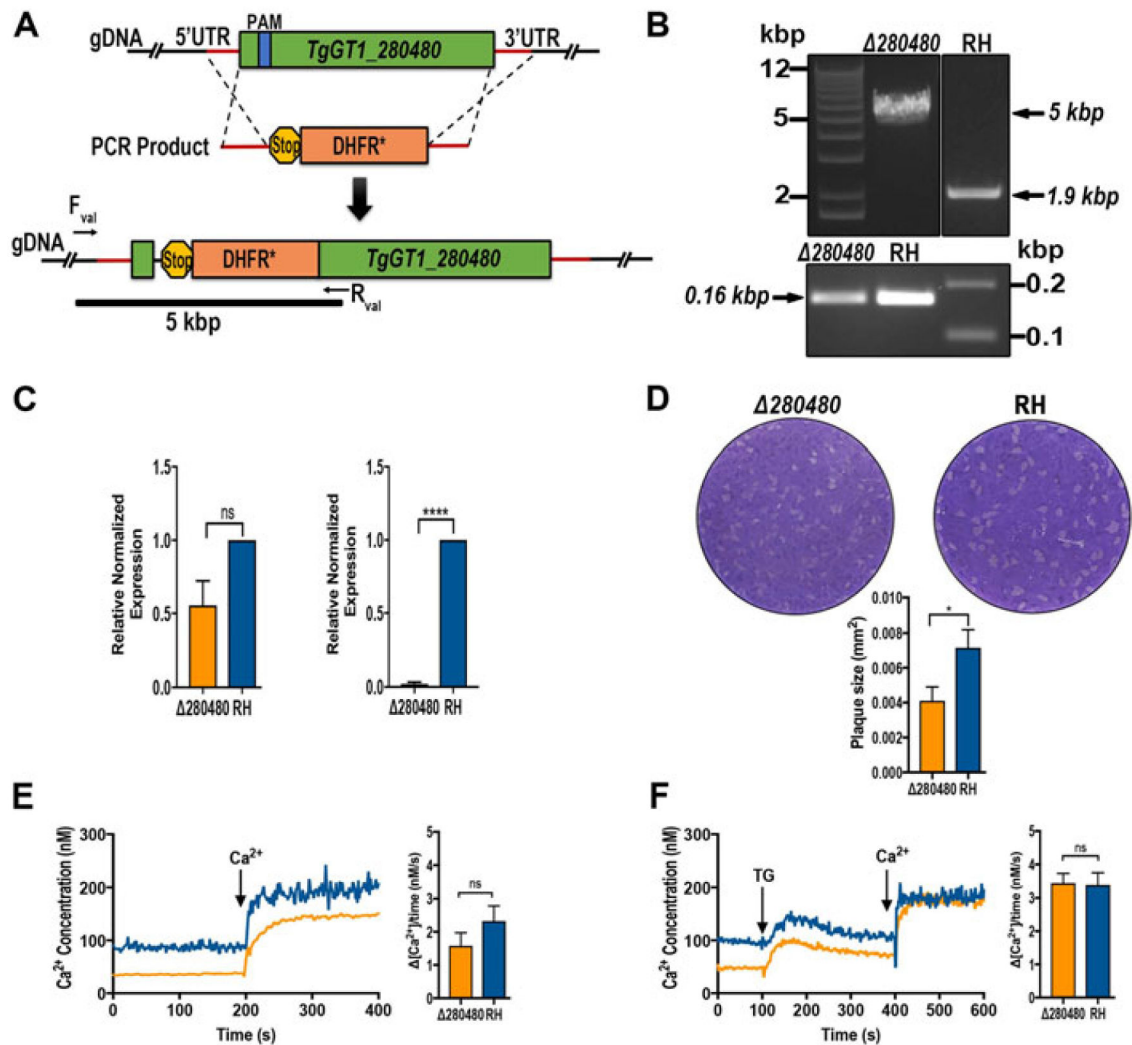 A
gDNA
5'UTR
PAM
TgGT1_280480
3'UTR
PCR Product
Stop
DHFR*
F val
gDNA
Stop
DHFR*
TgGT1_280480
R val
5 kbp
B
kbp
Δ280480
RH
12
5
2
5 kbp
1.9 kbp
Δ280480
RH
kbp
0.16 kbp
0.2
0.1
C
Relative Normalized
Expression
1.5
1.0
0.5
0.0
ns
Δ280480 RH
Relative Normalized
Expression
1.5
1.0
0.5
0.0
****
Δ280480 RH
D
Δ280480
RH
Plaque size (mm²)
0.010
0.008
0.006
0.004
0.002
0.000
*
Δ280480 RH
E
Ca²⁺ Concentration (nM)
300
200
100
0
Ca²⁺
0 100 200 300 400
Time (s)
Δ[Ca²⁺]/time (nM/s)
5
4
3
2
1
0
ns
Δ280480 RH
F
Ca²⁺ Concentration (nM)
300
200
100
0
TG
Ca²⁺
0 100 200 300 400 500 600
Time (s)
Δ[Ca²⁺]/time (nM/s)
5
4
3
2
1
0
ns
Δ280480 RH